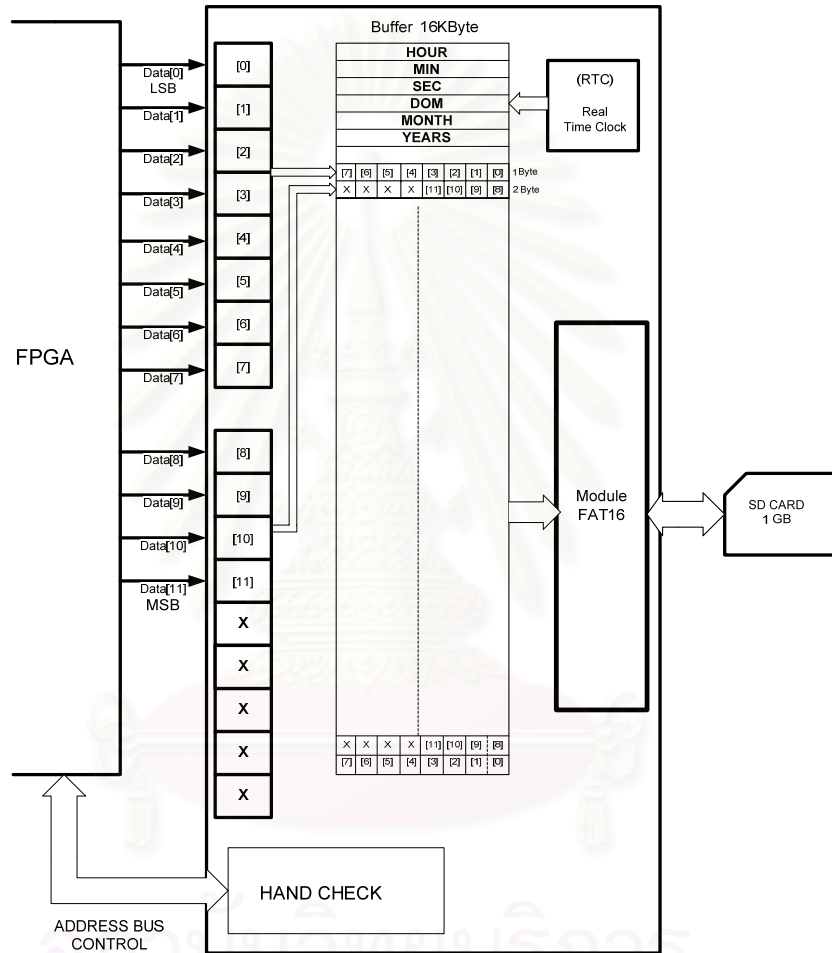 Buffer 16KByte
FPGA
Data[0]
LSB
Data[1]
Data[2]
Data[3]
Data[4]
Data[5]
Data[6]
Data[7]
Data[8]
Data[9]
Data[10]
Data[11]
MSB
[0]
[1]
[2]
[3]
[4]
[5]
[6]
[7]
[8]
[9]
[10]
[11]
X
X
X
X
X
HOUR
MIN
SEC
DOM
MONTH
YEARS
(RTC)
Real
Time Clock
[7] [6] [5] [4] [3] [2] [1] [0] 1 Byte
X X X X [11] [10] [9] [8] 2 Byte
X X X X [11] [10] [9] [8]
[7] [6] [5] [4] [3] [2] [1] [0]
Module
FAT16
SD CARD
1 GB
HAND CHECK
ADDRESS BUS
CONTROL